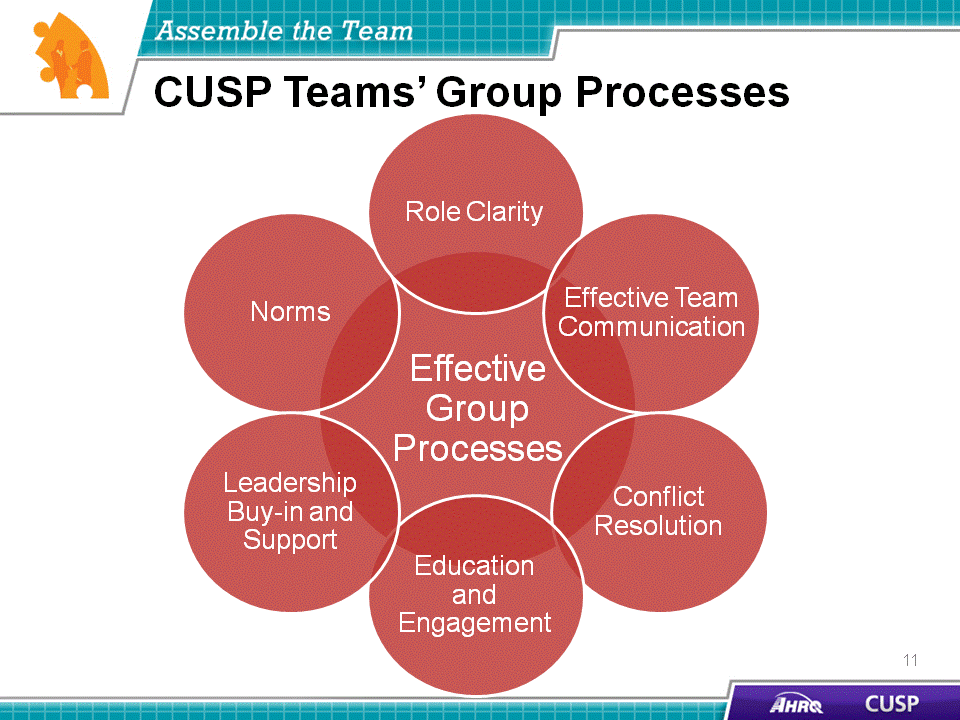 Assemble the Team
CUSP Teams’ Group Processes
Role Clarity
Effective Team
Communication
Conflict
Resolution
Education
and
Engagement
Leadership
Buy-in and
Support
Norms
Effective
Group
Processes
11
AHRQ
CUSP